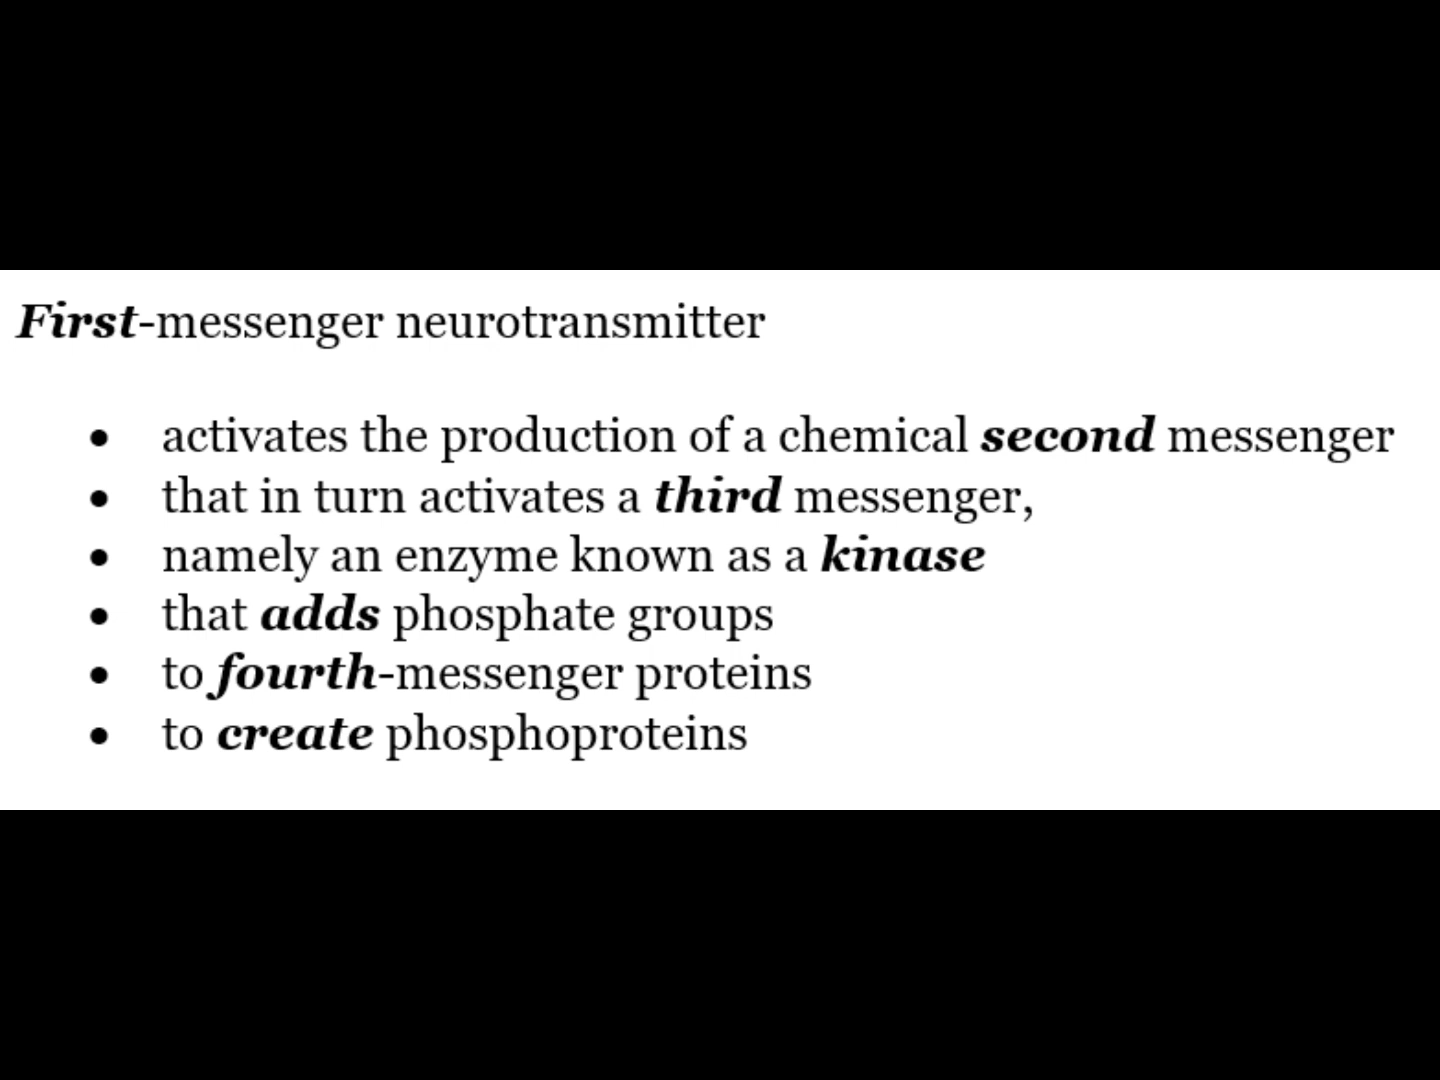 First-messenger neurotransmitter
• activates the production of a chemical second messenger
• that in turn activates a third messenger,
• namely an enzyme known as a kinase
• that adds phosphate groups
• to fourth-messenger proteins
• to create phosphoproteins